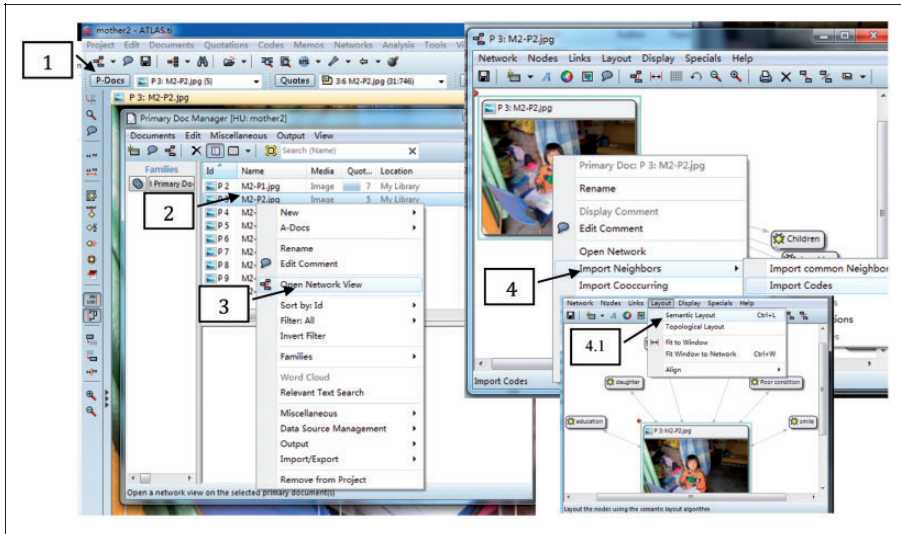 mother2 - ATLAS.ti
Project Edit Documents Quotations Codes Memos Networks Analysis Tools
1
P-Docs P 3: M2-P2.jpg (5) Quotes 3:6 M2-P2.jpg (31:746)
P 3: M2-P2.jpg
Primary Doc Manager [HU: mother2]
Documents Edit Miscellaneous Output View
Search (Name)
Families Id Name Media Quot... Location
I Primary Do
P 2 M2-P1.jpg Image 7 My Library
M2-P2.jpg Image 5 My Library
2
P 4 M2-
P 5 M2-
P 6 M2-
P 7 M2-
P 8 M2-
P 9 M2-
New
A-Docs
Rename
Edit Comment
Open Network View
3
Sort by: Id
Filter: All
Invert Filter
Families
Word Cloud
Relevant Text Search
Miscellaneous
Data Source Management
Output
Import/Export
Remove from Project
Open a network view on the selected primary document(s)
P 3: M2-P2.jpg
Network Nodes Links Layout Display Specials Help
P 3: M2-P2.jpg
Primary Doc: P 3: M2-P2.jpg
Rename
Display Comment
Edit Comment
Open Network
Import Neighbors
Import Cooccurring
4
Children
Import common Neighbor
Import Codes
Import Codes
Network Nodes Links Layout Display Specials Help
Semantic Layout Ctrl+L
Topological Layout
Fit to Window
Fit Window to Network Ctrl+W
Align
4.1
daughter
Poor condition
education
smile
P 3: M2-P2.jpg
Layout the nodes using the semantic layout algorithm